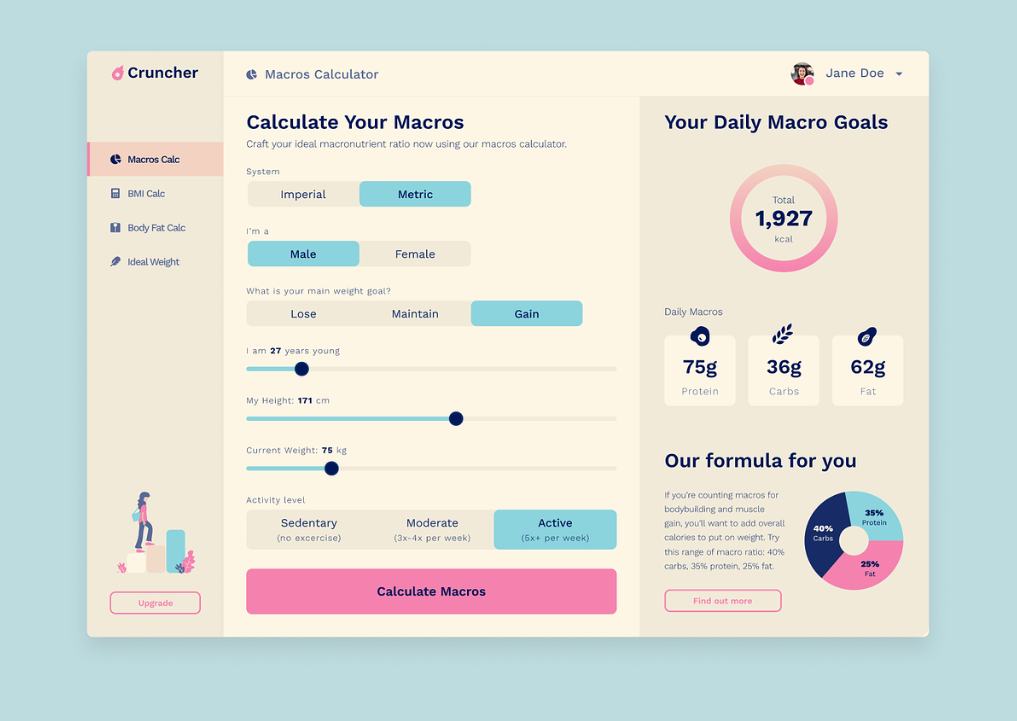 Cruncher
Macros Calculator
Jane Doe
Macros Calc
BMI Calc
Body Fat Calc
Ideal Weight
Upgrade
Calculate Your Macros
Craft your ideal macronutrient ratio now using our macros calculator.
System
Imperial Metric
I'm a
Male Female
What is your main weight goal?
Lose Maintain Gain
I am 27 years young
My Height: 171 cm
Current Weight: 75 kg
Activity level
Sedentary Moderate Active
(no excercise) (3x-4x per week) (5x+ per week)
Calculate Macros
Your Daily Macro Goals
Total
1,927
kcal
Daily Macros
75g 36g 62g
Protein Carbs Fat
Our formula for you
If you're counting macros for
bodybuilding and muscle
gain, you'll want to add overall
calories to put on weight. Try
this range of macro ratio: 40%
carbs, 35% protein, 25% fat.
Find out more
35%
Protein
40%
Carbs
25%
Fat